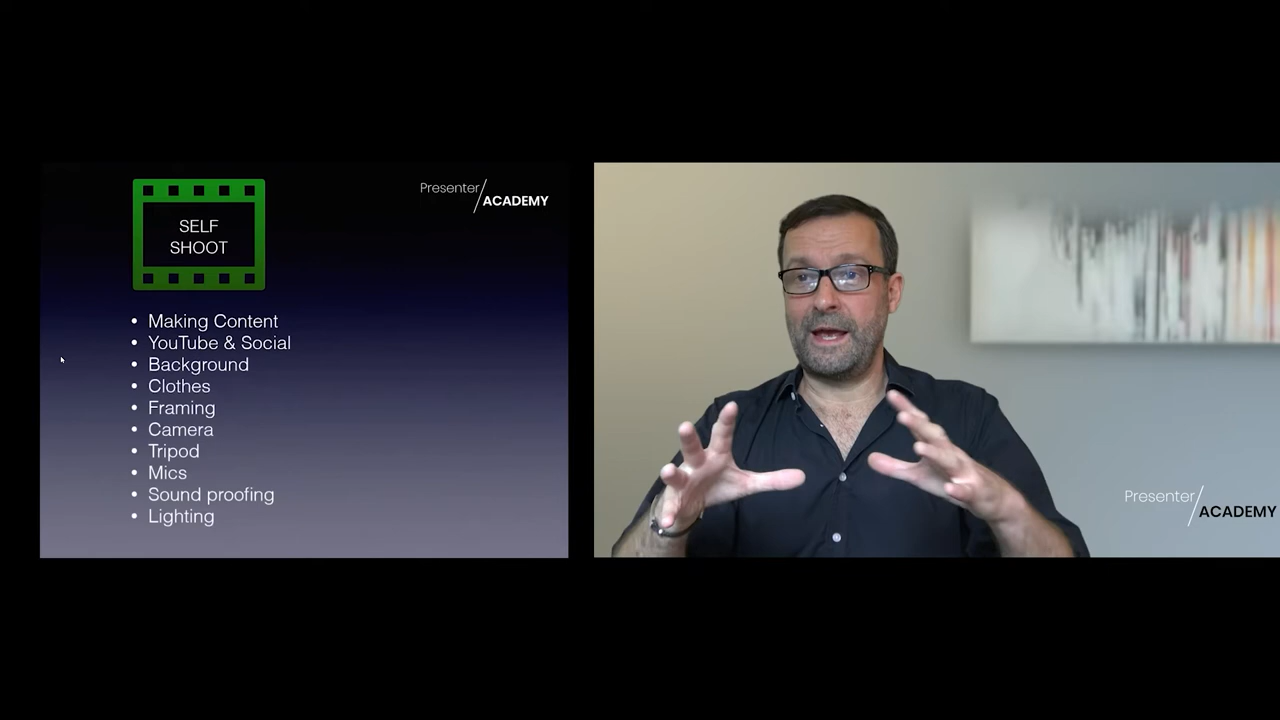 SELF
SHOOT
Presenter
ACADEMY
• Making Content
• YouTube & Social
• Background
• Clothes
• Framing
• Camera
• Tripod
• Mics
• Sound proofing
• Lighting
Presenter
ACADEMY